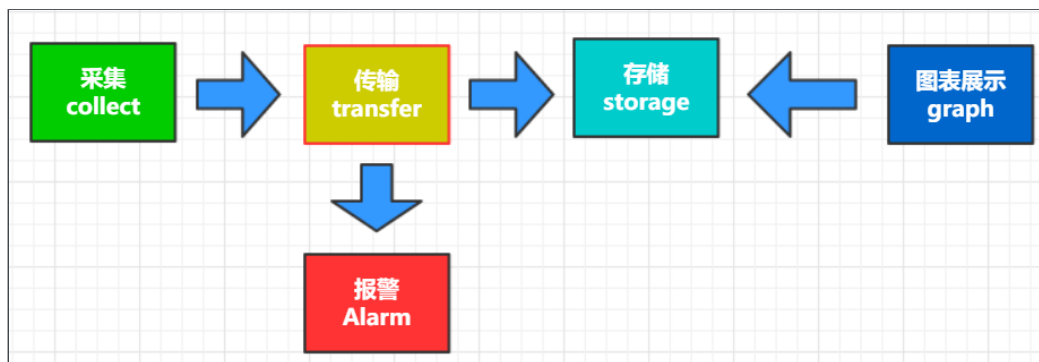 采集
collect
传输
transfer
存储
storage
图表展示
graph
报警
Alarm